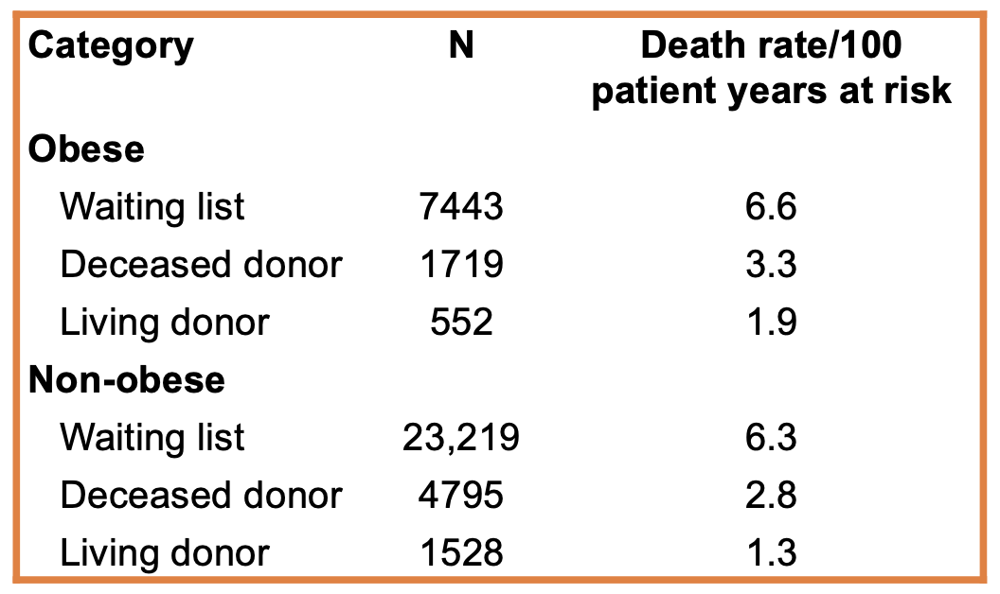 Category N Death rate/100
patient years at risk
Obese
Waiting list 7443 6.6
Deceased donor 1719 3.3
Living donor 552 1.9
Non-obese
Waiting list 23,219 6.3
Deceased donor 4795 2.8
Living donor 1528 1.3